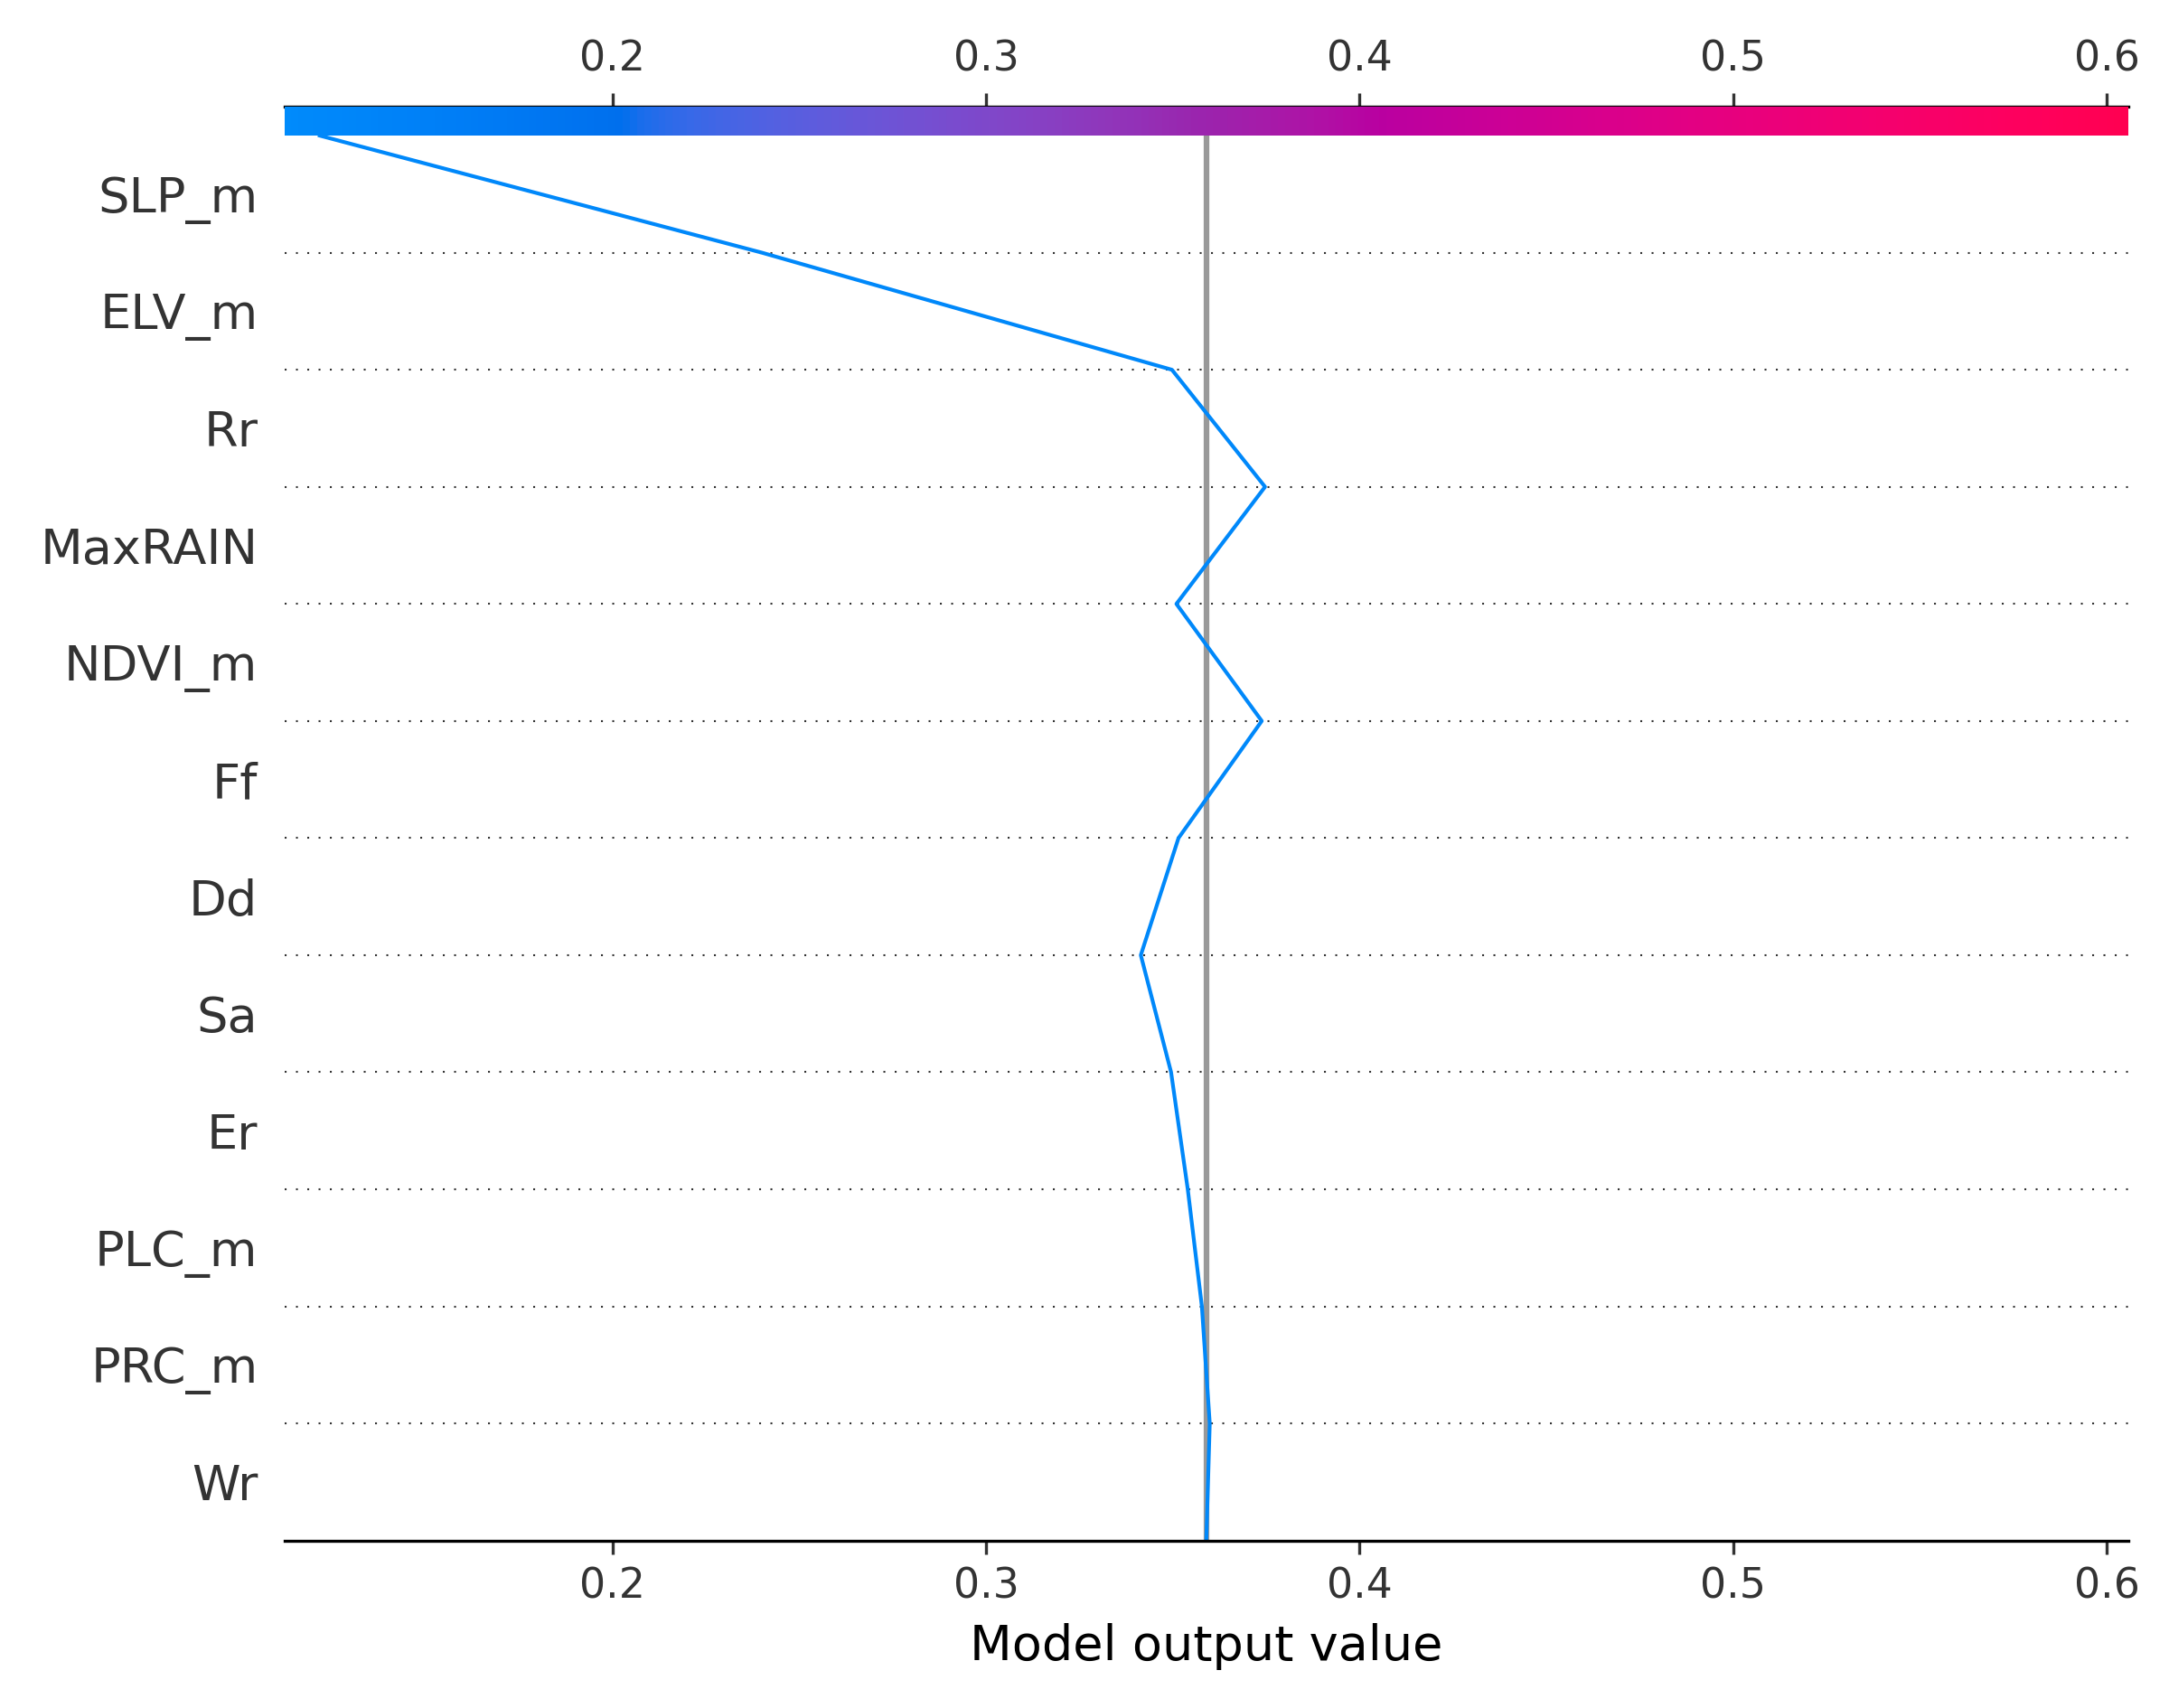 0.2 0.3 0.4 0.5 0.6
SLP_m
ELV_m
Rr
MaxRAIN
NDVI_m
Ff
Dd
Sa
Er
PLC_m
PRC_m
Wr
0.2 0.3 0.4 0.5 0.6
Model output value